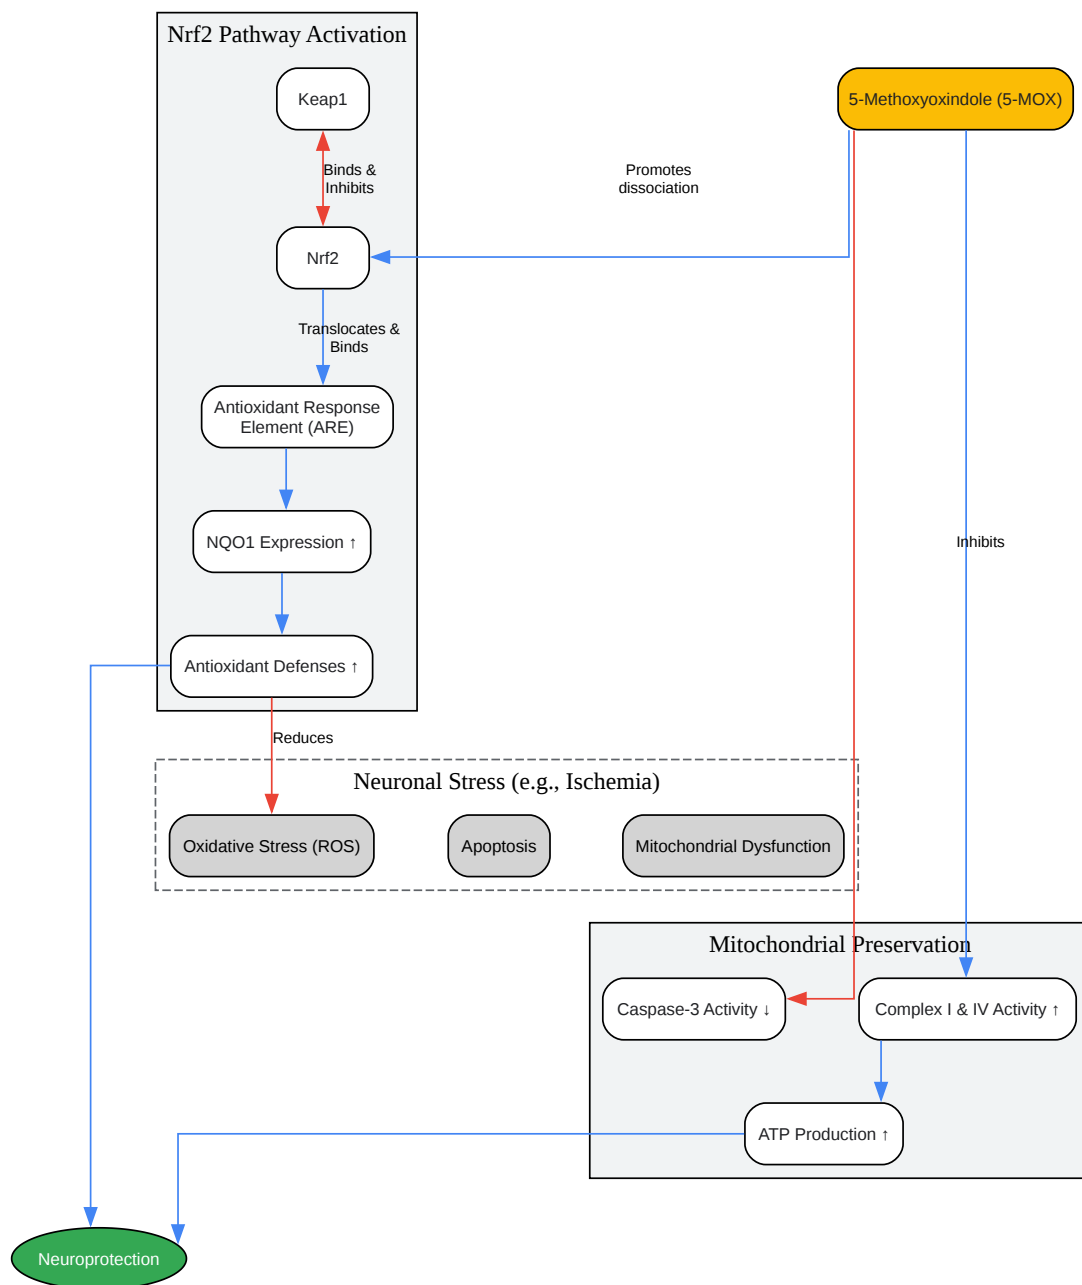 Nrf2 Pathway Activation
Keap1
5-Methoxyoxindole (5-MOX)
Binds &
Inhibits
Promotes
dissociation
Nrf2
Translocates &
Binds
Antioxidant Response
Element (ARE)
NQO1 Expression ↑
Inhibits
Antioxidant Defenses ↑
Reduces
Neuronal Stress (e.g., Ischemia)
Oxidative Stress (ROS)
Apoptosis
Mitochondrial Dysfunction
Mitochondrial Preservation
Caspase-3 Activity ↓
Complex I & IV Activity ↑
ATP Production ↑
Neuroprotection